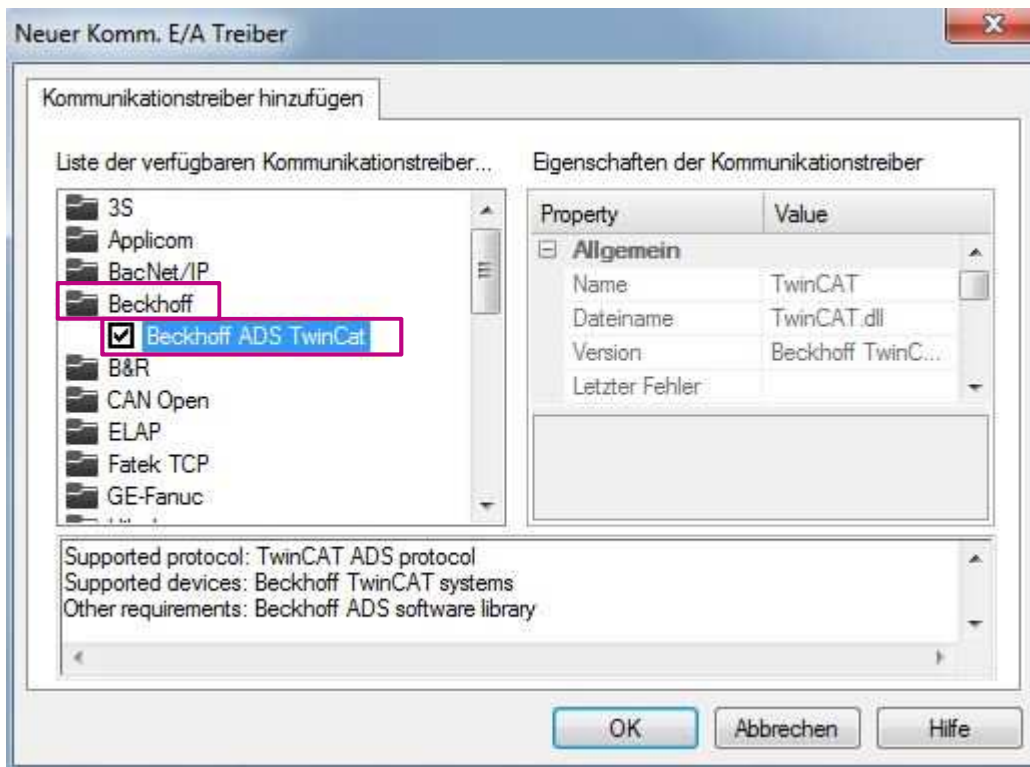 Neuer Komm. E/A Treiber
Kommunikationstreiber hinzufügen
Liste der verfügbaren Kommunikationstreiber...
3S
Applicom
BacNet/IP
Beckhoff
Beckhoff ADS TwinCat
B&R
CAN Open
ELAP
Fatek TCP
GE-Fanuc
Eigenschaften der Kommunikationstreiber
Property Value
Allgemein
Name TwinCAT
Dateiname TwinCAT.dll
Version Beckhoff TwinC...
Letzter Fehler
Supported protocol: TwinCAT ADS protocol
Supported devices: Beckhoff TwinCAT systems
Other requirements: Beckhoff ADS software library
OK Abbrechen Hilfe